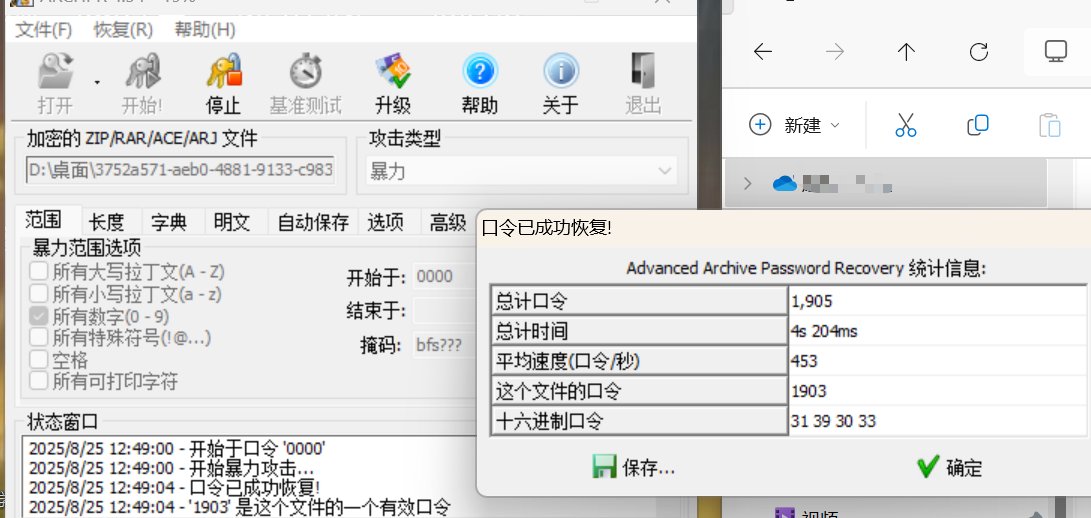 文件(F) 恢复(R) 帮助(H)
打开 开始! 停止 基准测试 升级 帮助 关于 退出
新建
加密的 ZIP/RAR/ACE/ARJ 文件
D:\桌面\3752a571-aeb0-4881-9133-c983
攻击类型
暴力
范围 长度 字典 明文 自动保存 选项 高级
暴力范围选项
所有大写拉丁文(A - Z)
所有小写拉丁文(a - z)
所有数字(0 - 9)
所有特殊符号(!@...)
空格
所有可打印字符
开始于: 0000
结束于:
掩码: bfs???
状态窗口
2025/8/25 12:49:00 - 开始于口令 '0000'
2025/8/25 12:49:00 - 开始暴力攻击...
2025/8/25 12:49:04 - 口令已成功恢复!
2025/8/25 12:49:04 - '1903' 是这个文件的一个有效口令
口令已成功恢复!
Advanced Archive Password Recovery 统计信息:
总计口令 1,905
总计时间 4s 204ms
平均速度(口令/秒) 453
这个文件的口令 1903
十六进制口令 31 39 30 33
保存... 确定
视频